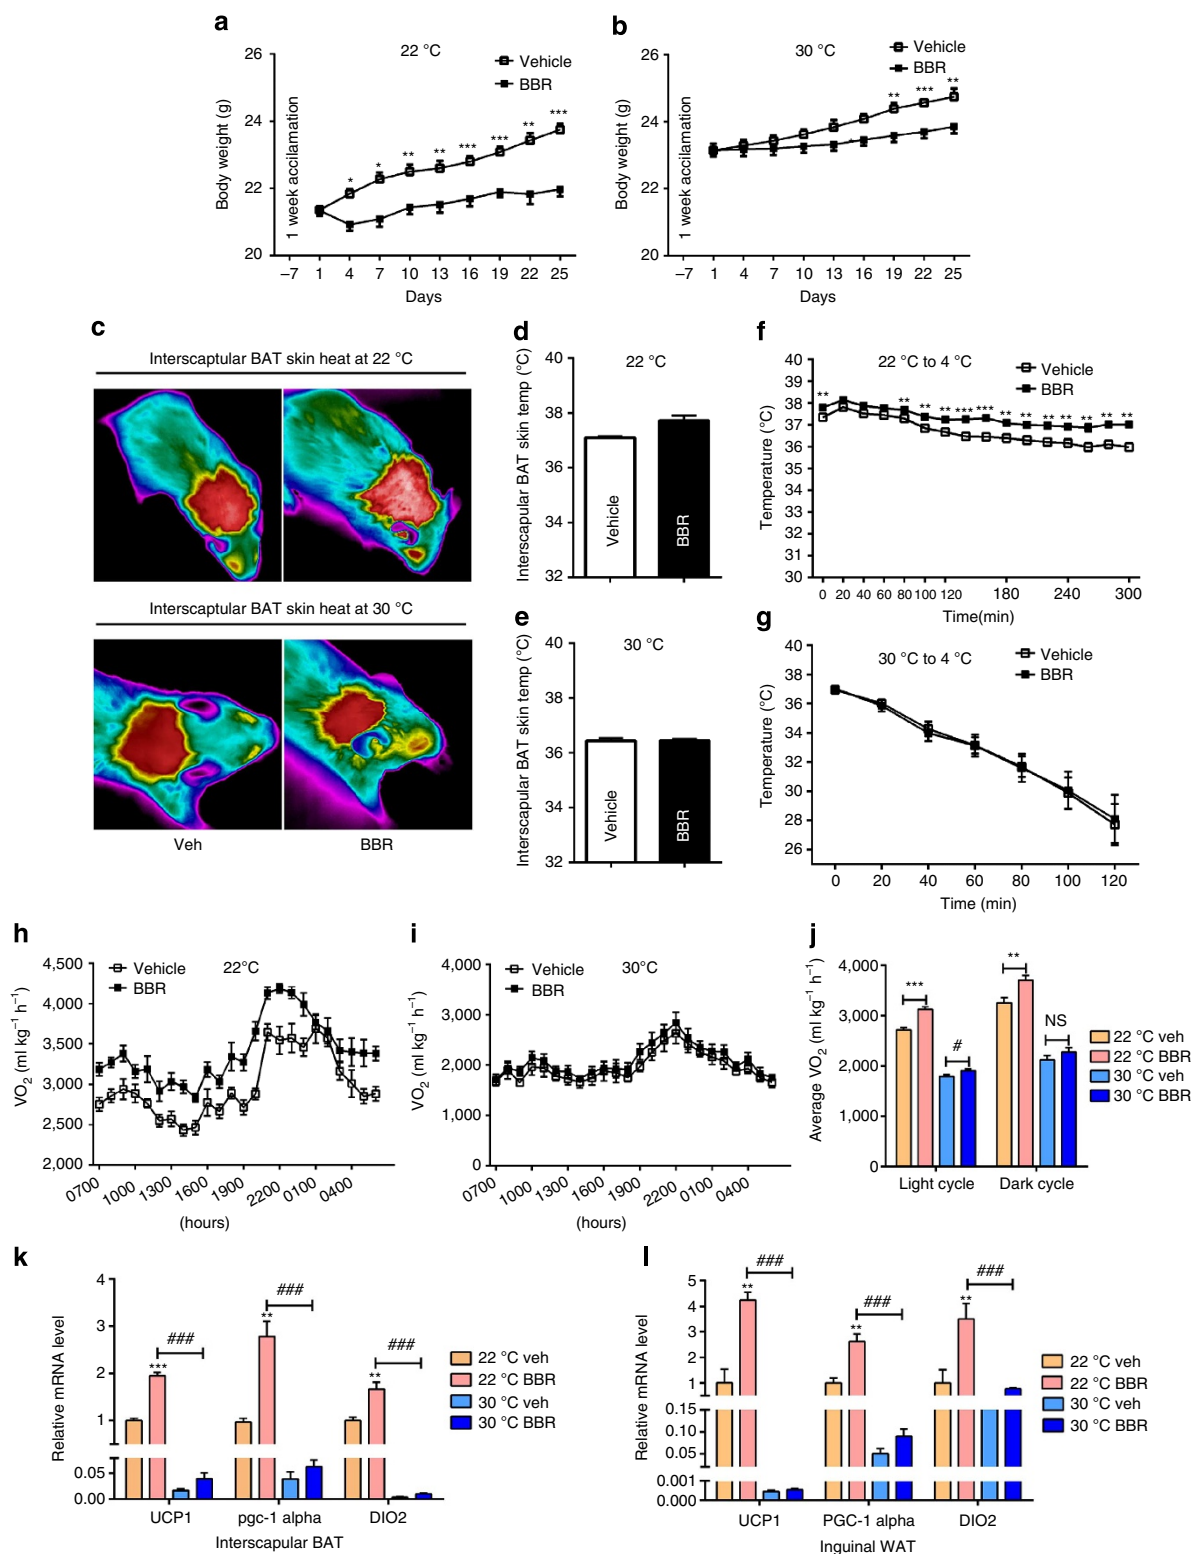 a
22 °C
Vehicle
BBR
Body weight (g)
26
24
22
20
1 week accilamation
*
*
**
**
***
***
**
***
–7 1 4 7 10 13 16 19 22 25
Days
b
30 °C
Vehicle
BBR
Body weight (g)
26
24
22
20
1 week accilamation
**
***
**
–7 1 4 7 10 13 16 19 22 25
Days
c
Interscaptular BAT skin heat at 22 °C
Interscaptular BAT skin heat at 30 °C
Veh BBR
d
22 °C
Interscapular BAT skin temp (°C)
40
38
36
34
32
Vehicle
BBR
e
30 °C
Interscapular BAT skin temp (°C)
40
38
36
34
32
Vehicle
BBR
f
22 °C to 4 °C
Vehicle
BBR
Temperature (°C)
40
39
38
37
36
35
34
33
32
31
30
** ** ** ** *** *** ** ** ** ** ** ** **
0 20 40 60 80 100 120 180 240 300
Time(min)
g
30 °C to 4 °C
Vehicle
BBR
Temperature (°C)
40
38
36
34
32
30
28
26
0 20 40 60 80 100 120
Time (min)
h
22°C
Vehicle
BBR
VO2 (ml kg−1 h−1)
4,500
4,000
3,500
3,000
2,500
2,000
0700 1000 1300 1600 1900 2200 0100 0400
(hours)
i
30°C
Vehicle
BBR
VO2 (ml kg−1 h−1)
4,000
3,000
2,000
1,000
0
0700 1000 1300 1600 1900 2200 0100 0400
(hours)
j
Average VO2 (ml kg−1 h−1)
4,000
3,000
2,000
1,000
0
***
#
**
NS
Light cycle Dark cycle
22 °C veh
22 °C BBR
30 °C veh
30 °C BBR
k
Relative mRNA level
4
3
2
1
0.05
0.00
***
###
**
###
**
###
UCP1 pgc-1 alpha DIO2
Interscapular BAT
22 °C veh
22 °C BBR
30 °C veh
30 °C BBR
l
Relative mRNA level
5
4
3
2
1
0.15
0.10
0.05
0.001
0.000
**
###
**
###
**
###
UCP1 PGC-1 alpha DIO2
Inguinal WAT
22 °C veh
22 °C BBR
30 °C veh
30 °C BBR